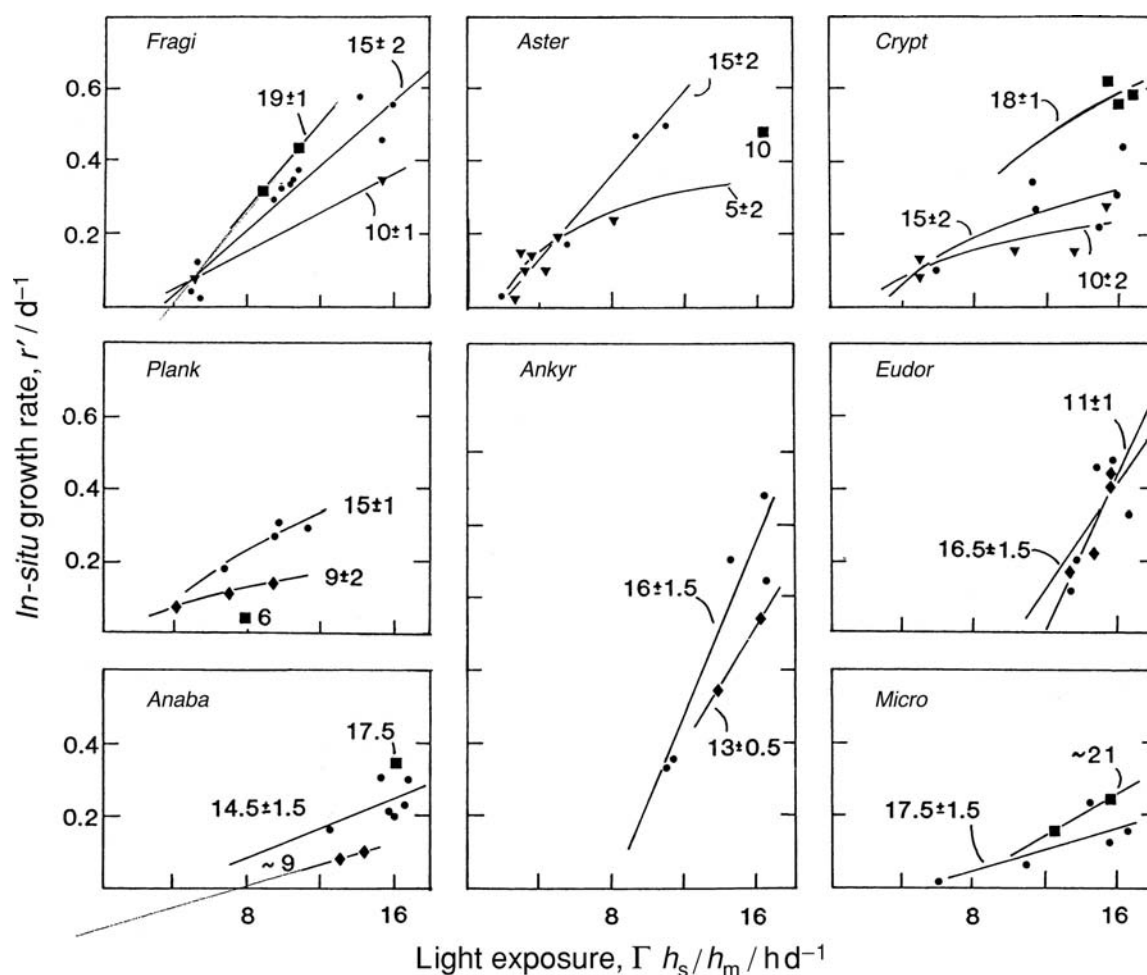 Fragi
15± 2
19±1
10±1
0.6
0.4
0.2
Aster
15±2
10
5±2
Crypt
18±1
15±2
10±2
Plank
15±1
9±2
6
0.6
0.4
0.2
Ankyr
16±1.5
13±0.5
Eudor
11±1
16.5±1.5
Anaba
17.5
14.5±1.5
~ 9
0.4
0.2
Micro
~21
17.5±1.5
8 16 8 16 8 16
In-situ growth rate, r′ / d⁻¹
Light exposure, Γ hₛ/hₘ / h d⁻¹